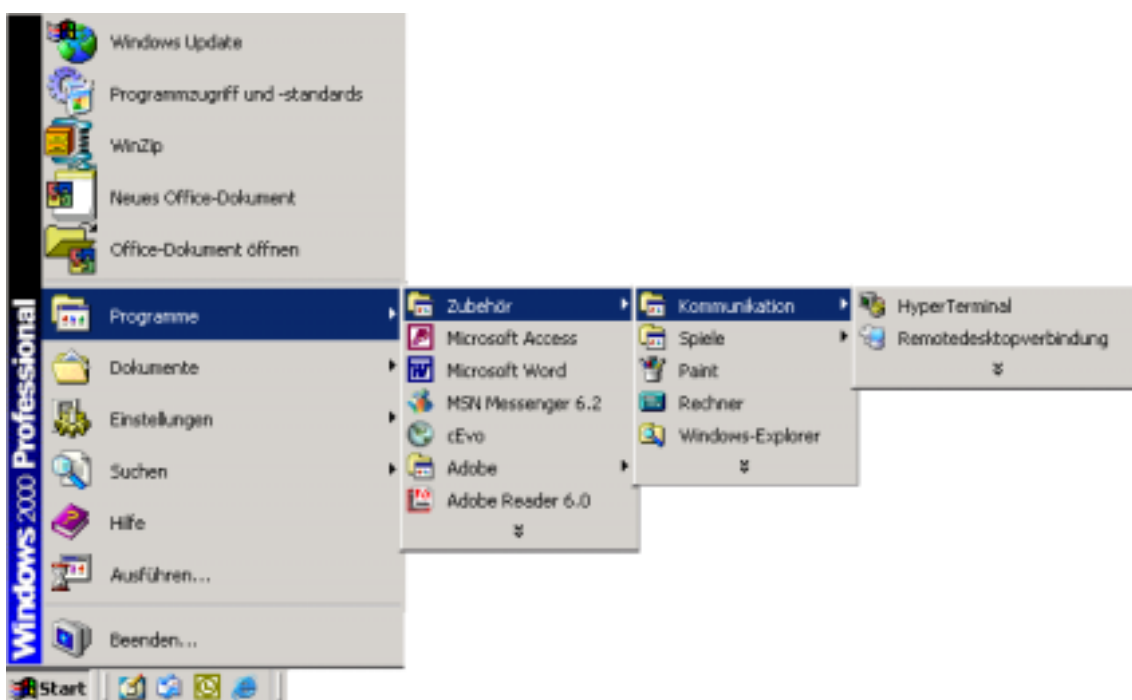 Windows Update
Programmzugriff und -standards
WinZip
Neues Office-Dokument
Office-Dokument öffnen
Programme
Dokumente
Einstellungen
Suchen
Hilfe
Ausführen...
Beenden...
Windows 2000 Professional
Start
Zubehör
Microsoft Access
Microsoft Word
MSN Messenger 6.2
cEvo
Adobe
Adobe Reader 6.0
Kommunikation
Spiele
Paint
Rechner
Windows-Explorer
HyperTerminal
Remotedesktopverbindung